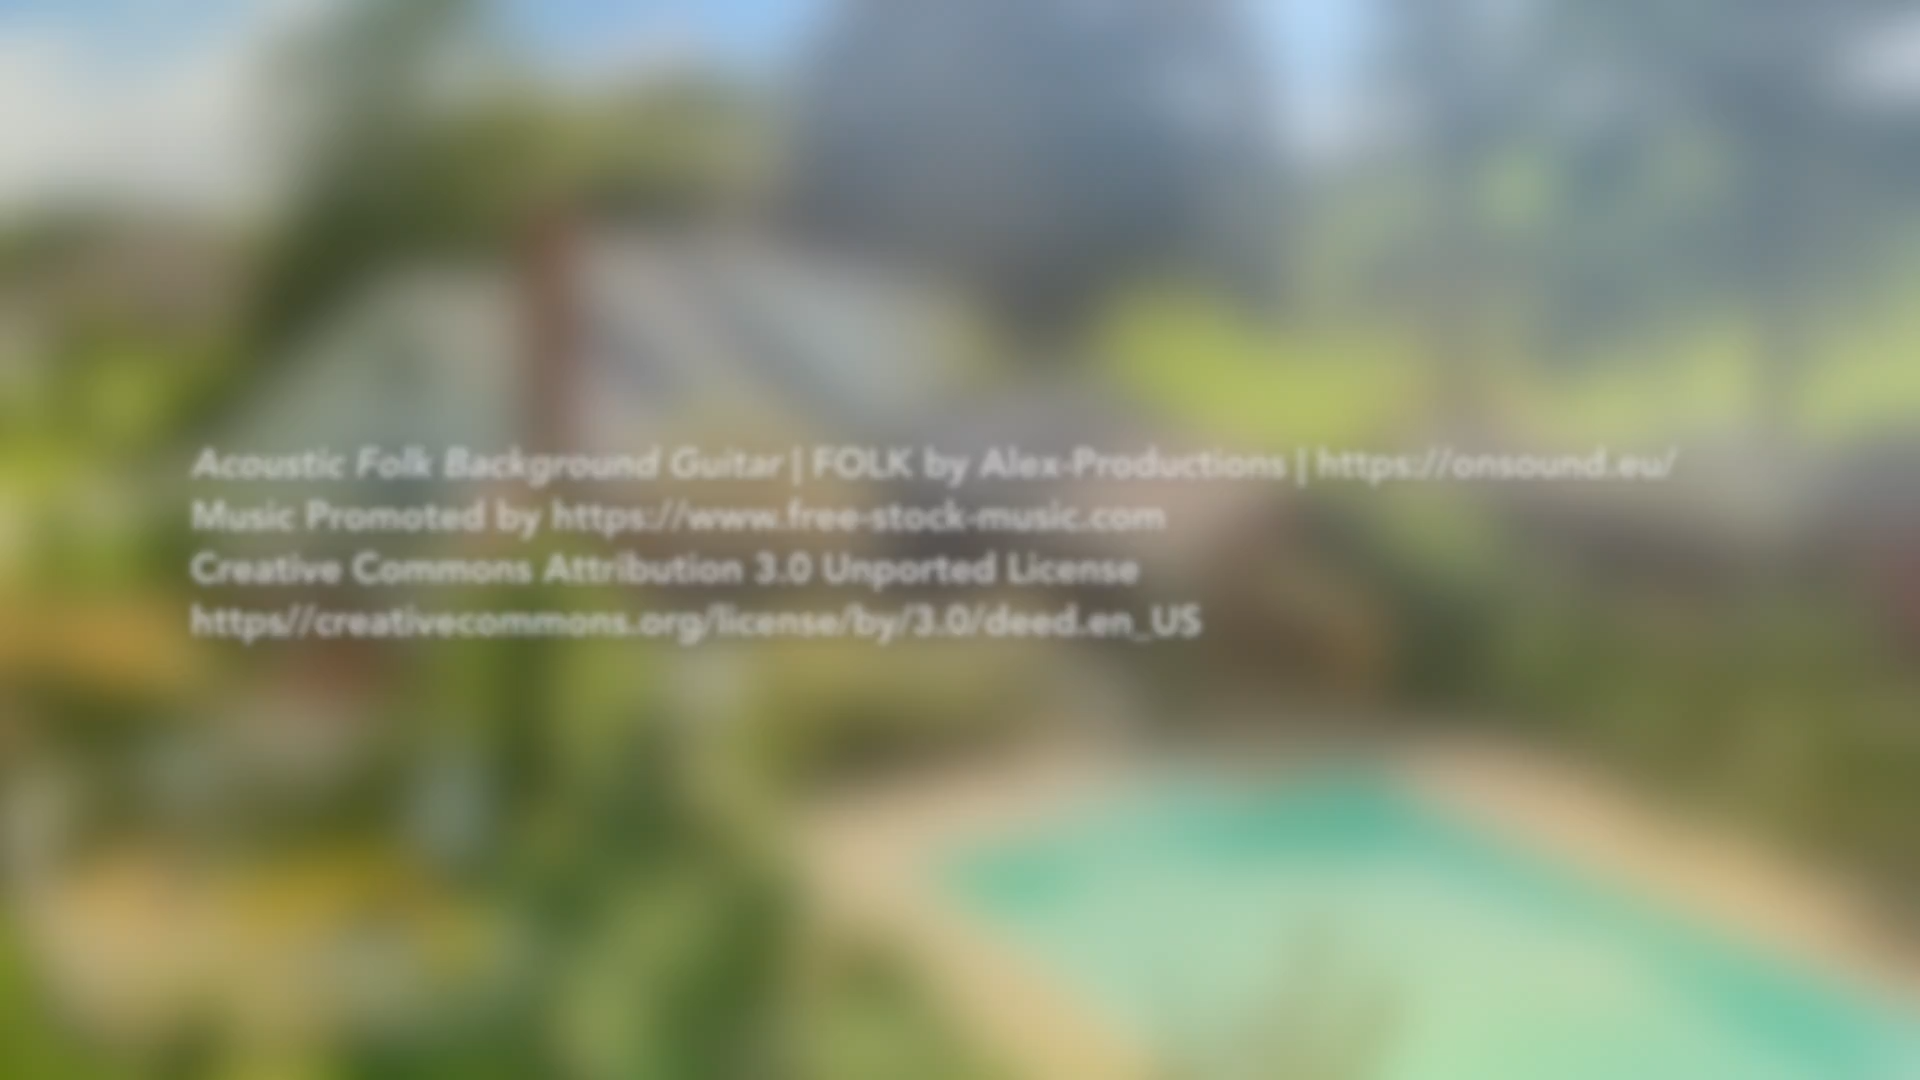 Acoustic Folk Background Guitar | FOLK by Alex-Productions | https://onsound.eu/
Music Promoted by https://www.free-stock-music.com
Creative Commons Attribution 3.0 Unported License
https//creativecommons.org/license/by/3.0/deed.en_US